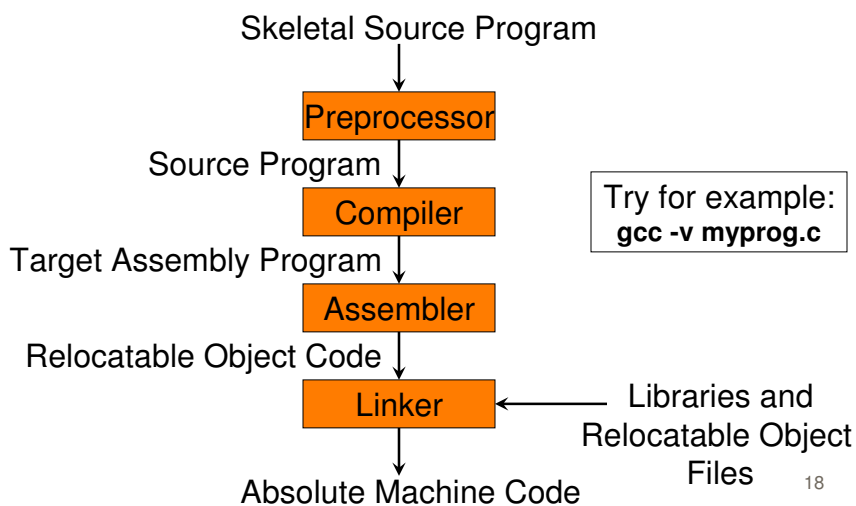 Skeletal Source Program
Preprocessor
Source Program
Compiler
Try for example:
gcc -v myprog.c
Target Assembly Program
Assembler
Relocatable Object Code
Linker
Libraries and
Relocatable Object
Files
Absolute Machine Code
18